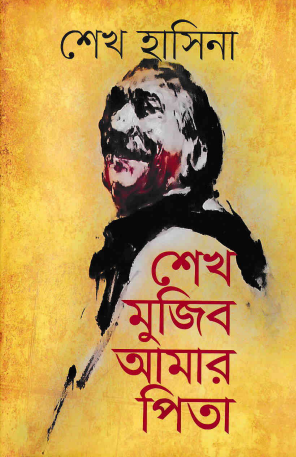 শেখ হাসিনা
শেখ
মুজিব
আমার
পিতা